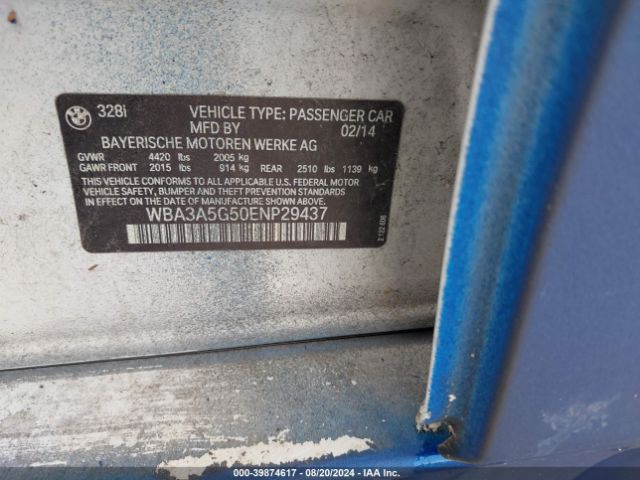 BMW
328i VEHICLE TYPE: PASSENGER CAR
MFD BY 02/14
BAYERISCHE MOTOREN WERKE AG
GVWR 4420 lbs 2005 kg
GAWR FRONT 2015 lbs 914 kg REAR 2510 lbs 1139 kg
THIS VEHICLE CONFORMS TO ALL APPLICABLE U.S. FEDERAL MOTOR
VEHICLE SAFETY, BUMPER AND THEFT PREVENTION STANDARDS
IN EFFECT ON THE DATE OF MANUFACTURE SHOWN ABOVE.
WBA3A5G50ENP29437
000-39874617 - 08/20/2024 - IAA Inc.